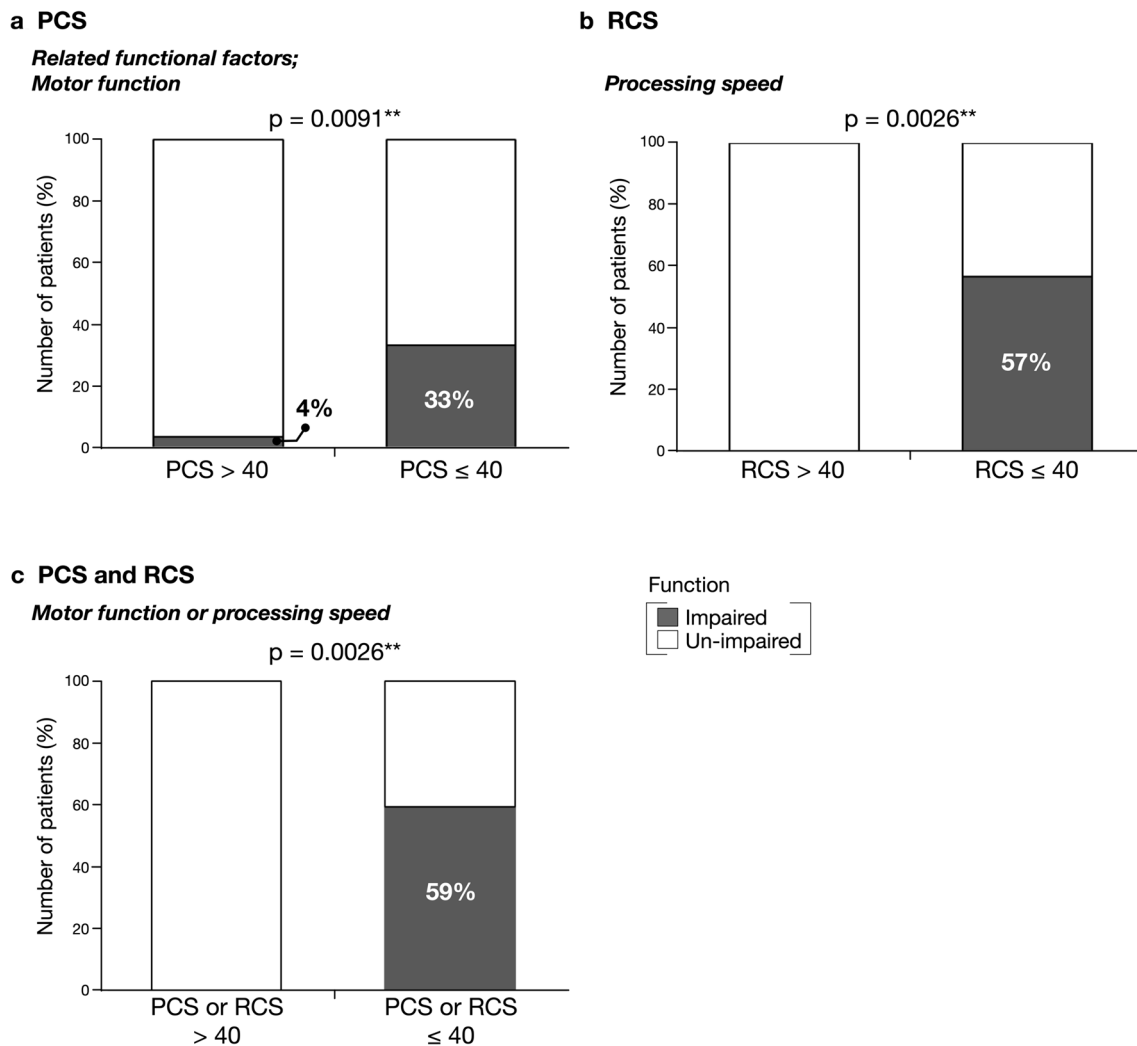 a PCS
Related functional factors;
Motor function
p = 0.0091**
Number of patients (%)
100
80
60
40
20
0
4%
33%
PCS > 40
PCS ≤ 40
b RCS
Processing speed
p = 0.0026**
Number of patients (%)
100
80
60
40
20
0
57%
RCS > 40
RCS ≤ 40
c PCS and RCS
Motor function or processing speed
p = 0.0026**
Number of patients (%)
100
80
60
40
20
0
59%
PCS or RCS
> 40
PCS or RCS
≤ 40
Function
Impaired
Un-impaired